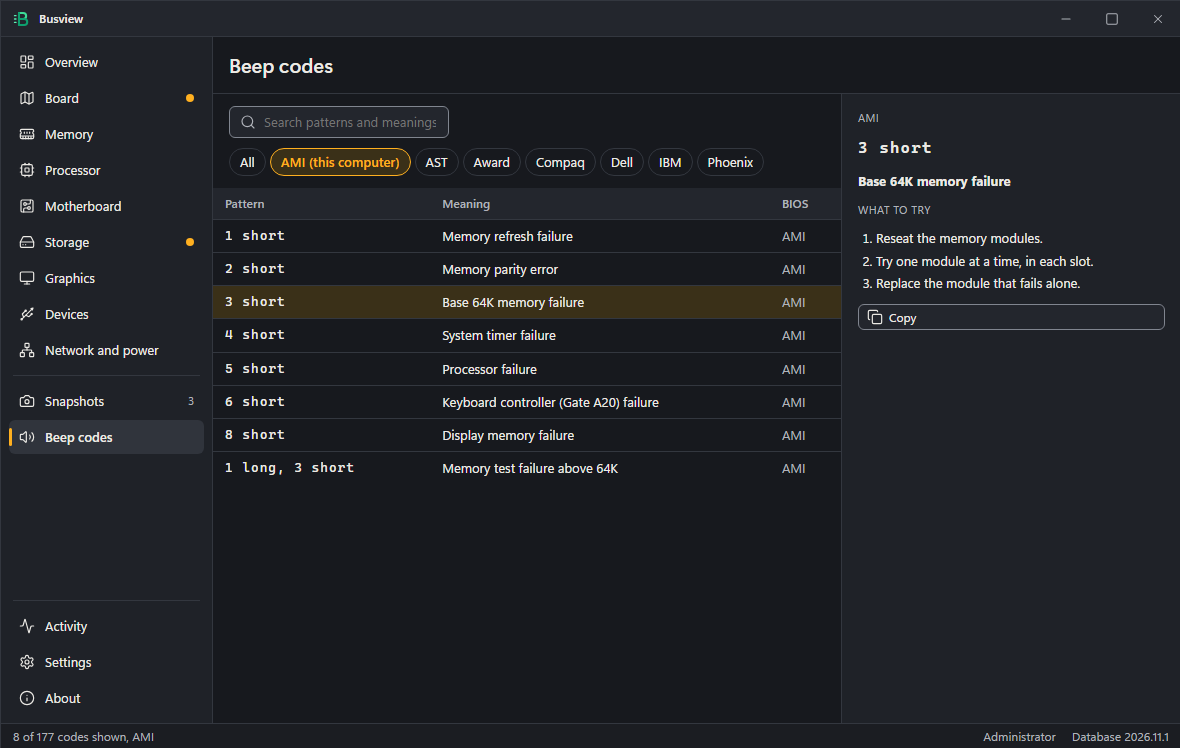 Busview
Overview
Board
Memory
Processor
Motherboard
Storage
Graphics
Devices
Network and power
Snapshots 3
Beep codes
Activity
Settings
About
Beep codes
Search patterns and meanings
All AMI (this computer) AST Award Compaq Dell IBM Phoenix
Pattern Meaning BIOS
1 short Memory refresh failure AMI
2 short Memory parity error AMI
3 short Base 64K memory failure AMI
4 short System timer failure AMI
5 short Processor failure AMI
6 short Keyboard controller (Gate A20) failure AMI
8 short Display memory failure AMI
1 long, 3 short Memory test failure above 64K AMI
AMI
3 short
Base 64K memory failure
WHAT TO TRY
1. Reseat the memory modules.
2. Try one module at a time, in each slot.
3. Replace the module that fails alone.
Copy
8 of 177 codes shown, AMI
Administrator Database 2026.11.1